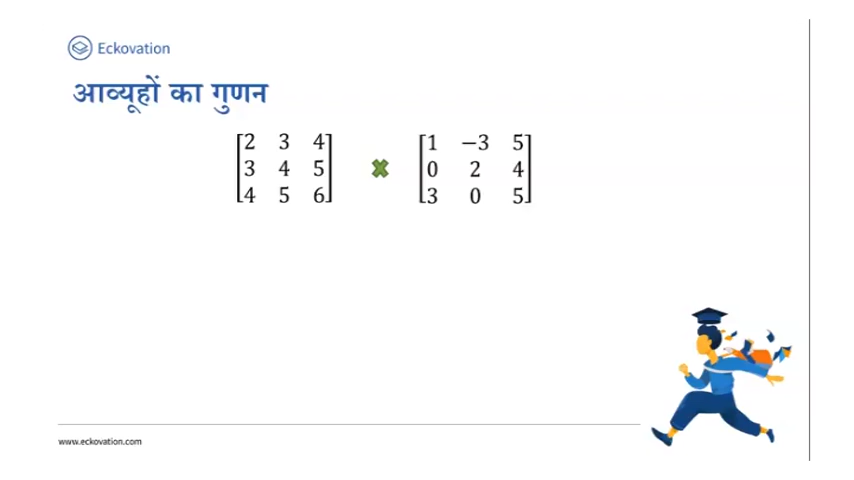 Eckovation
आव्यूहों का गुणन
[2 3 4] [1 −3 5]
[3 4 5] × [0 2 4]
[4 5 6] [3 0 5]
www.eckovation.com